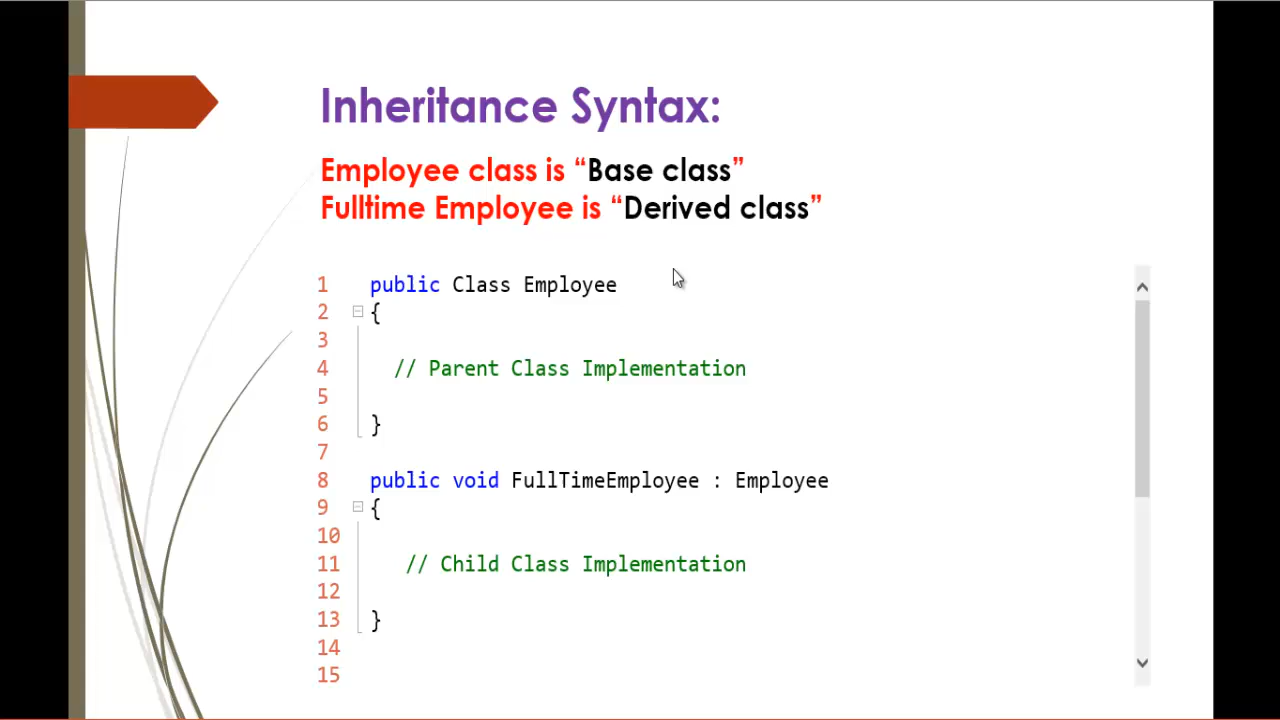 Inheritance Syntax:
Employee class is “Base class”
Fulltime Employee is “Derived class”
1 public Class Employee
2 {
3
4 // Parent Class Implementation
5
6 }
7
8 public void FullTimeEmployee : Employee
9 {
10
11 // Child Class Implementation
12
13 }
14
15